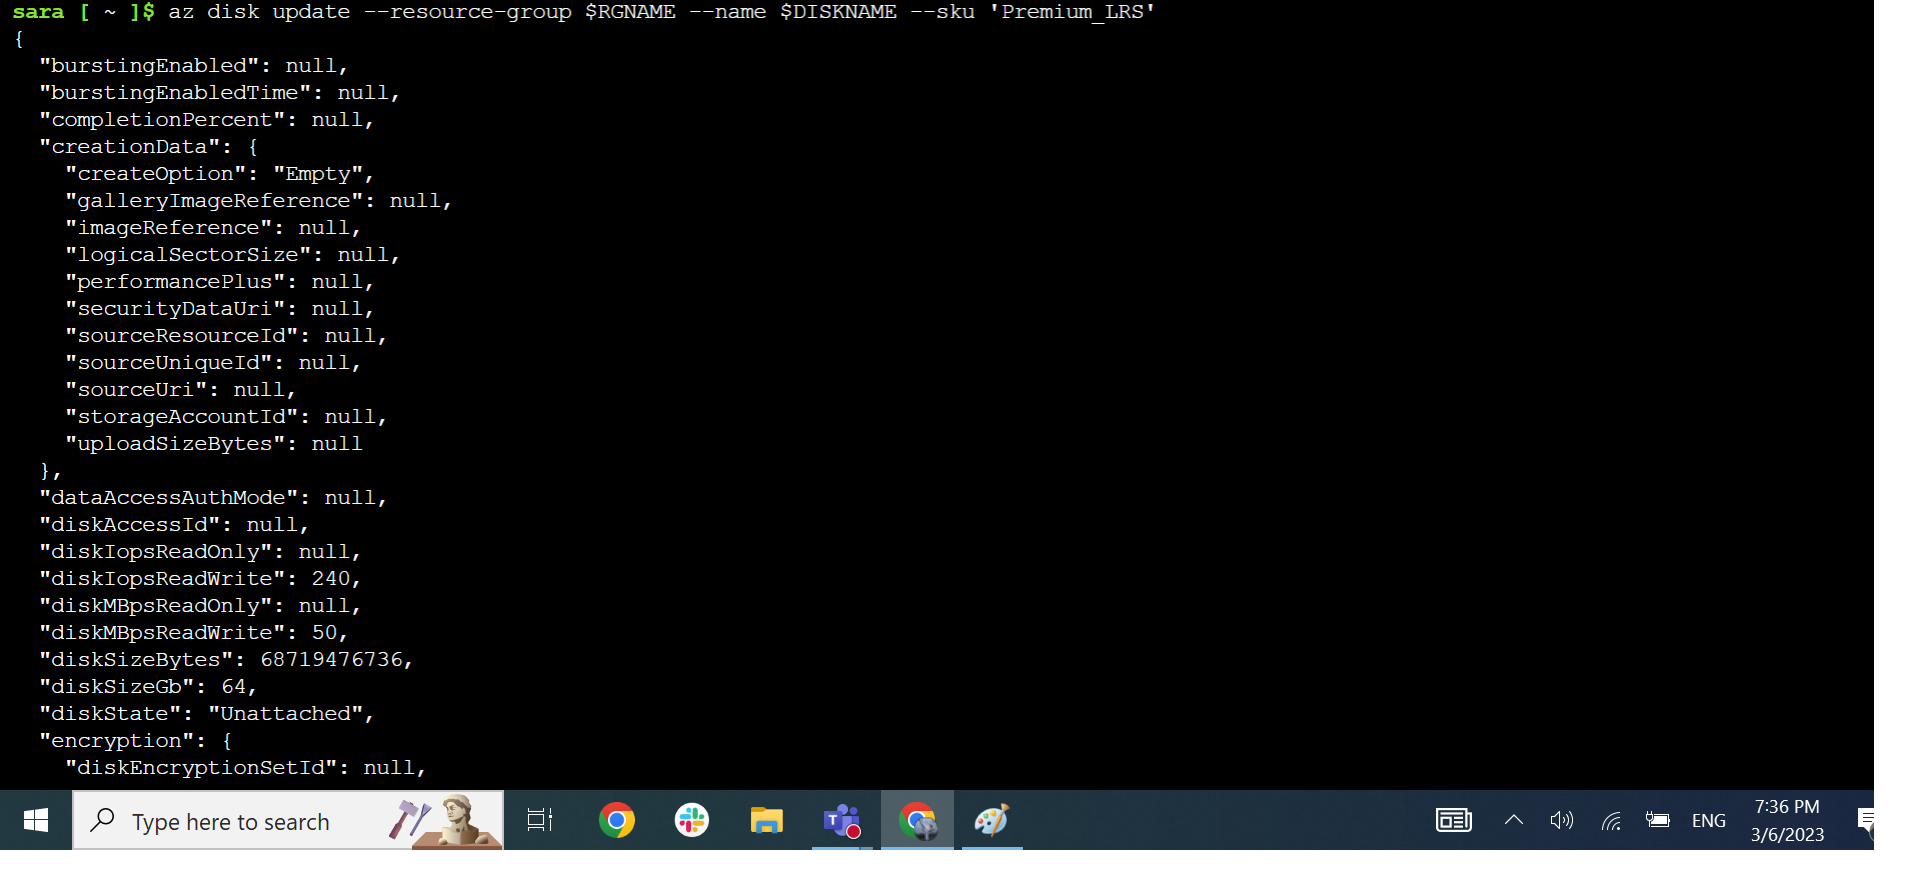 sara [ ~ ]$ az disk update --resource-group $RGNAME --name $DISKNAME --sku 'Premium_LRS'
{
  "burstingEnabled": null,
  "burstingEnabledTime": null,
  "completionPercent": null,
  "creationData": {
    "createOption": "Empty",
    "galleryImageReference": null,
    "imageReference": null,
    "logicalSectorSize": null,
    "performancePlus": null,
    "securityDataUri": null,
    "sourceResourceId": null,
    "sourceUniqueId": null,
    "sourceUri": null,
    "storageAccountId": null,
    "uploadSizeBytes": null
  },
  "dataAccessAuthMode": null,
  "diskAccessId": null,
  "diskIopsReadOnly": null,
  "diskIopsReadWrite": 240,
  "diskMBpsReadOnly": null,
  "diskMBpsReadWrite": 50,
  "diskSizeBytes": 68719476736,
  "diskSizeGb": 64,
  "diskState": "Unattached",
  "encryption": {
    "diskEncryptionSetId": null,
Type here to search
T
ENG
7:36 PM
3/6/2023